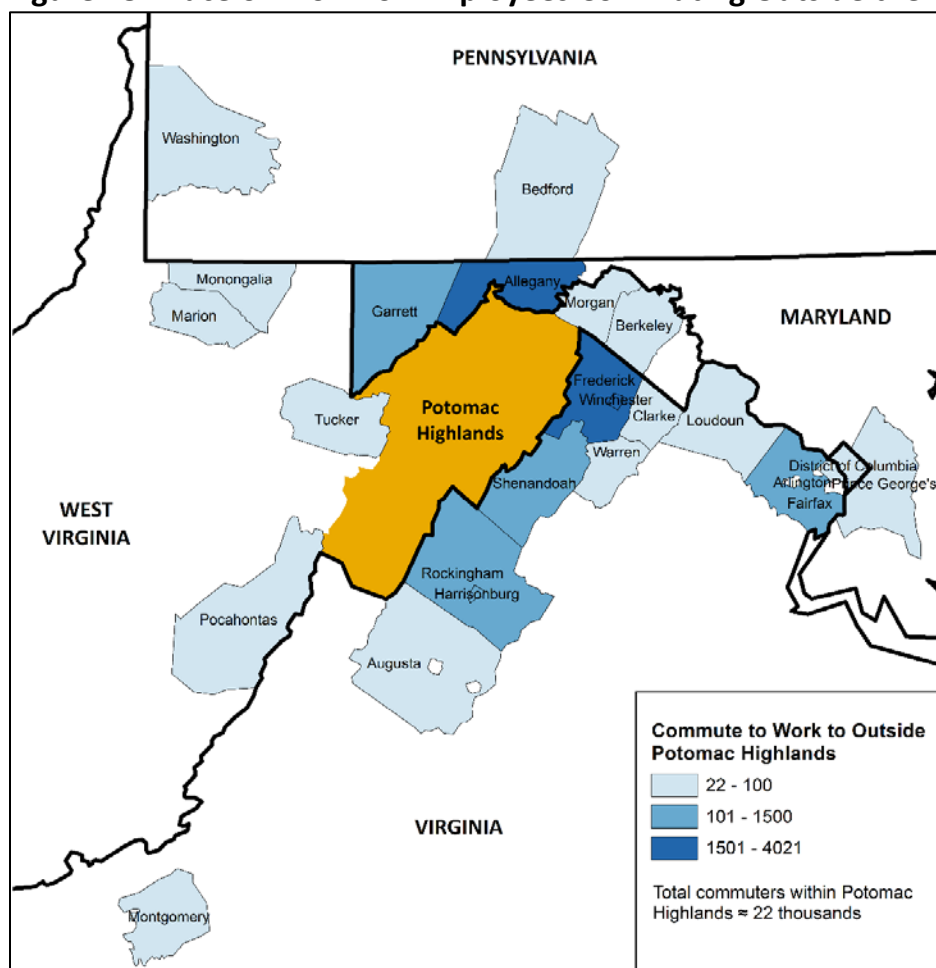 PENNSYLVANIA
Washington
Bedford
Monongalia
Marion
Garrett
Allegany
Morgan
Berkeley
MARYLAND
Frederick
Winchester
Clarke
Loudoun
Tucker
Potomac
Highlands
Warren
Shenandoah
District of Columbia
Arlington
Prince George's
Fairfax
WEST
VIRGINIA
Rockingham
Harrisonburg
Pocahontas
Augusta
VIRGINIA
Montgomery
Commute to Work to Outside
Potomac Highlands
22 - 100
101 - 1500
1501 - 4021
Total commuters within Potomac
Highlands ≈ 22 thousands